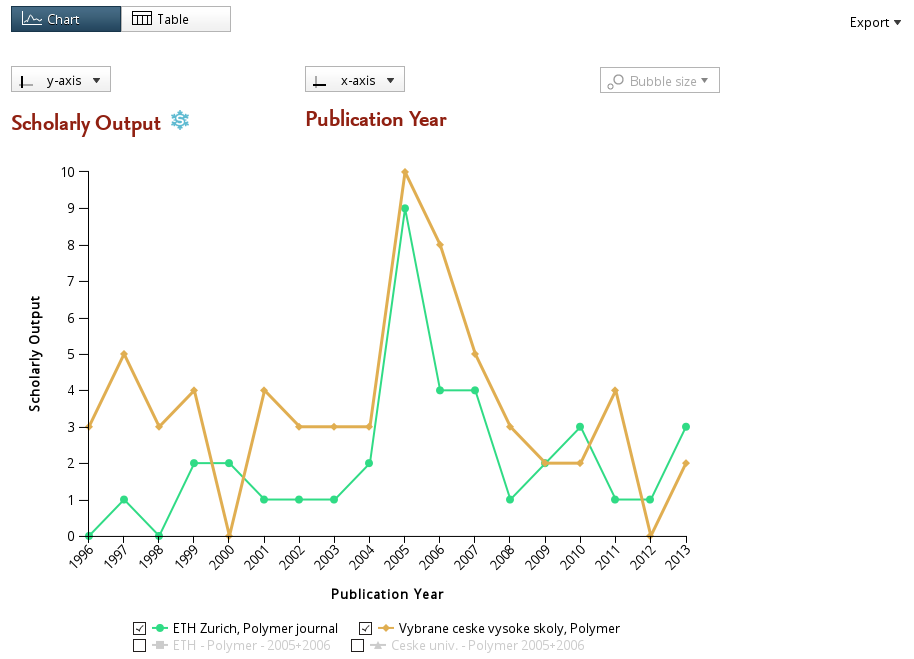 Chart Table
Export
y-axis x-axis Bubble size
Scholarly Output Publication Year
10
9
8
7
6
5
4
3
2
1
0
Scholarly Output
1996 1997 1998 1999 2000 2001 2002 2003 2004 2005 2006 2007 2008 2009 2010 2011 2012 2013
Publication Year
ETH Zurich, Polymer journal Vybrane ceske vysoke skoly, Polymer
ETH - Polymer - 2005+2006 Ceske univ. - Polymer 2005+2006